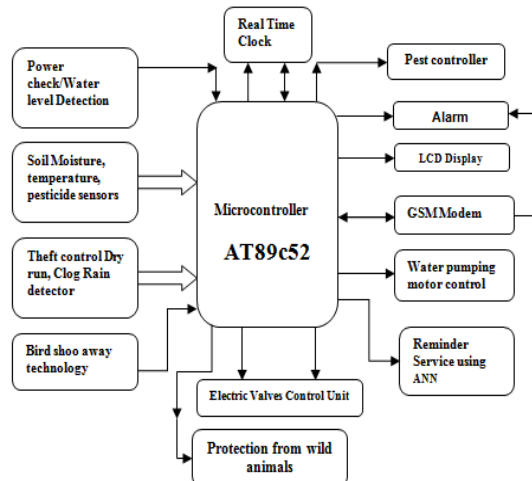 Real Time
Clock
Power
check/Water
level Detection
Pest controller
Alarm
Soil Moisture,
temperature,
pesticide sensors
LCD Display
Microcontroller
AT89c52
GSM Modem
Theft control Dry
run, Clog Rain
detector
Water pumping
motor control
Bird shoo away
technology
Reminder
Service using
ANN
Electric Valves Control Unit
Protection from wild
animals